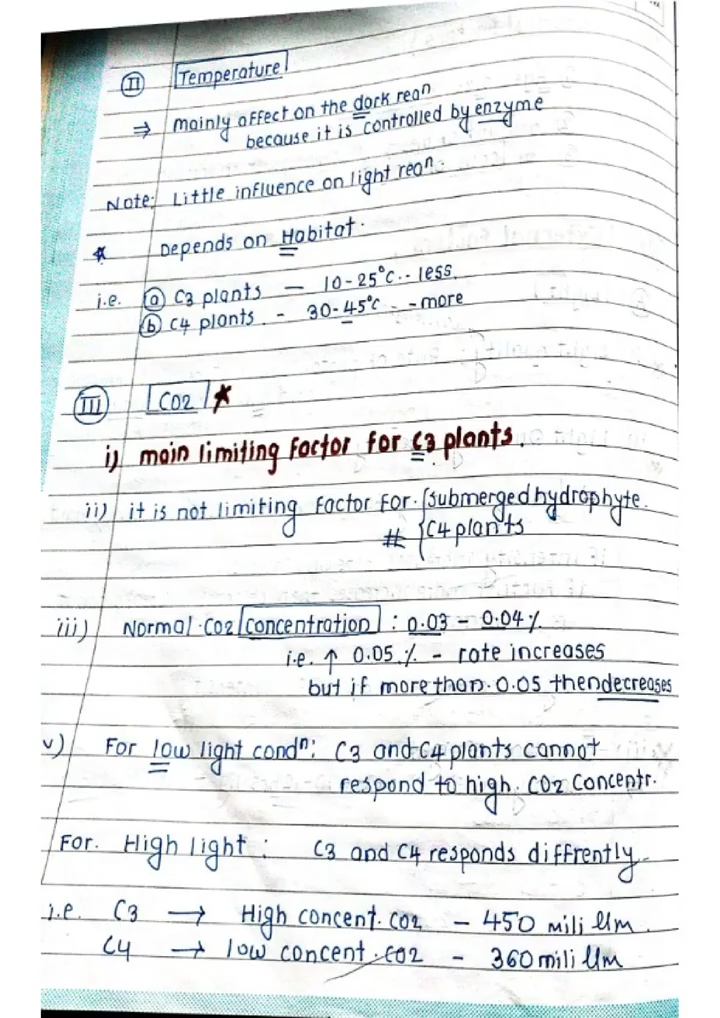 II Temperature
⇒ mainly affect on the dark reaⁿ
because it is controlled by enzyme
Note: Little influence on light reaⁿ
* Depends on Habitat.
i.e. a C3 plants — 10-25°c -- less
b C4 plants. - 30-45°c - - more
III CO2 *
i) main limiting factor for C3 plants.
ii) it is not limiting factor for. { submerged hydrophyte.
# { C4 plan'ts
iii) Normal CO2 concentration : 0.03 - 0.04 %
i.e. ↑ 0.05 % - rate increases
but if more than 0.05 then decreases
v) For low light condⁿ: C3 and C4 plants cannot
respond to high. CO2 concentr.
For. High light : C3 and C4 responds diffrently
i.e. C3 → High concent. CO2 - 450 mili
C4 → low concent. CO2 - 360 mili